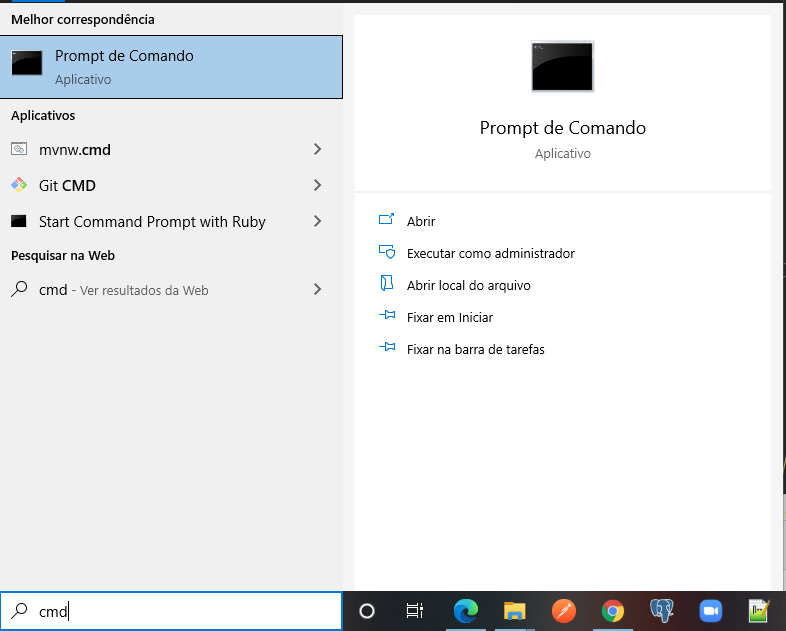 Melhor correspondência
Prompt de Comando
Aplicativo
Aplicativos
mvnw.cmd
Git CMD
Start Command Prompt with Ruby
Pesquisar na Web
cmd - Ver resultados da Web
Prompt de Comando
Aplicativo
Abrir
Executar como administrador
Abrir local do arquivo
Fixar em Iniciar
Fixar na barra de tarefas
cmd